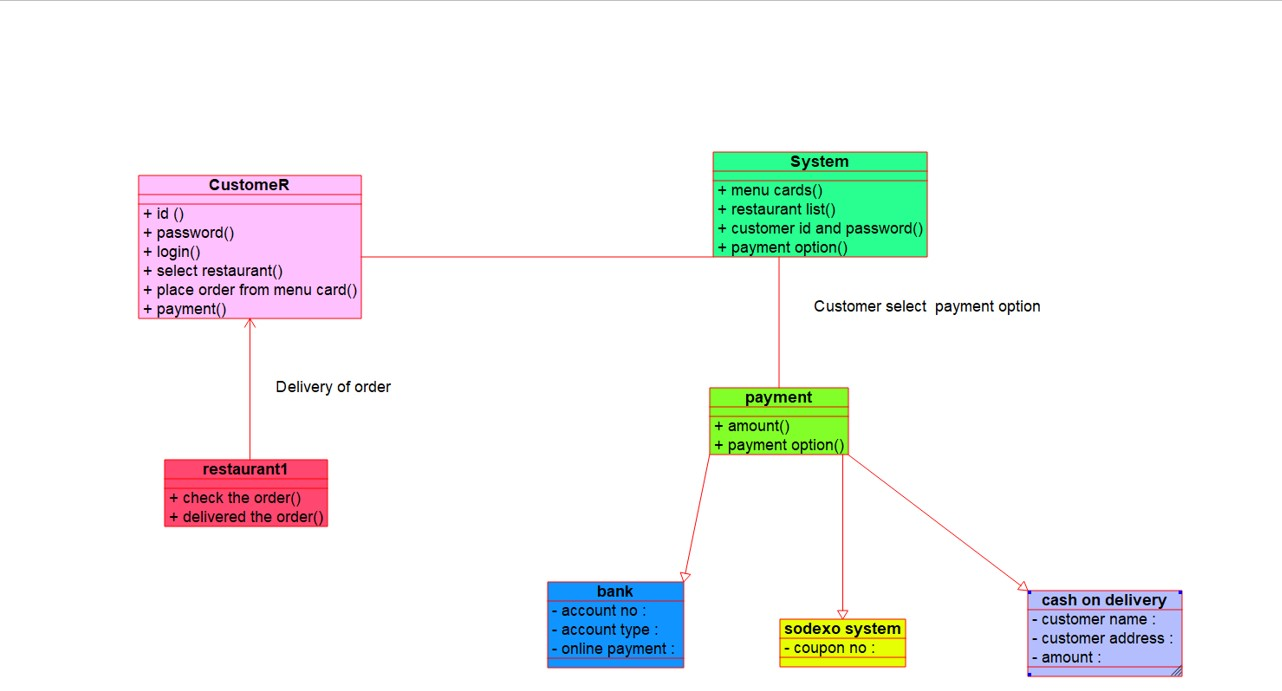 System
+ menu cards()
+ restaurant list()
+ customer id and password()
+ payment option()
CustomeR
+ id ()
+ password()
+ login()
+ select restaurant()
+ place order from menu card()
+ payment()
Customer select  payment option
Delivery of order
payment
+ amount()
+ payment option()
restaurant1
+ check the order()
+ delivered the order()
bank
- account no :
- account type :
- online payment :
sodexo system
- coupon no :
cash on delivery
- customer name :
- customer address :
- amount :